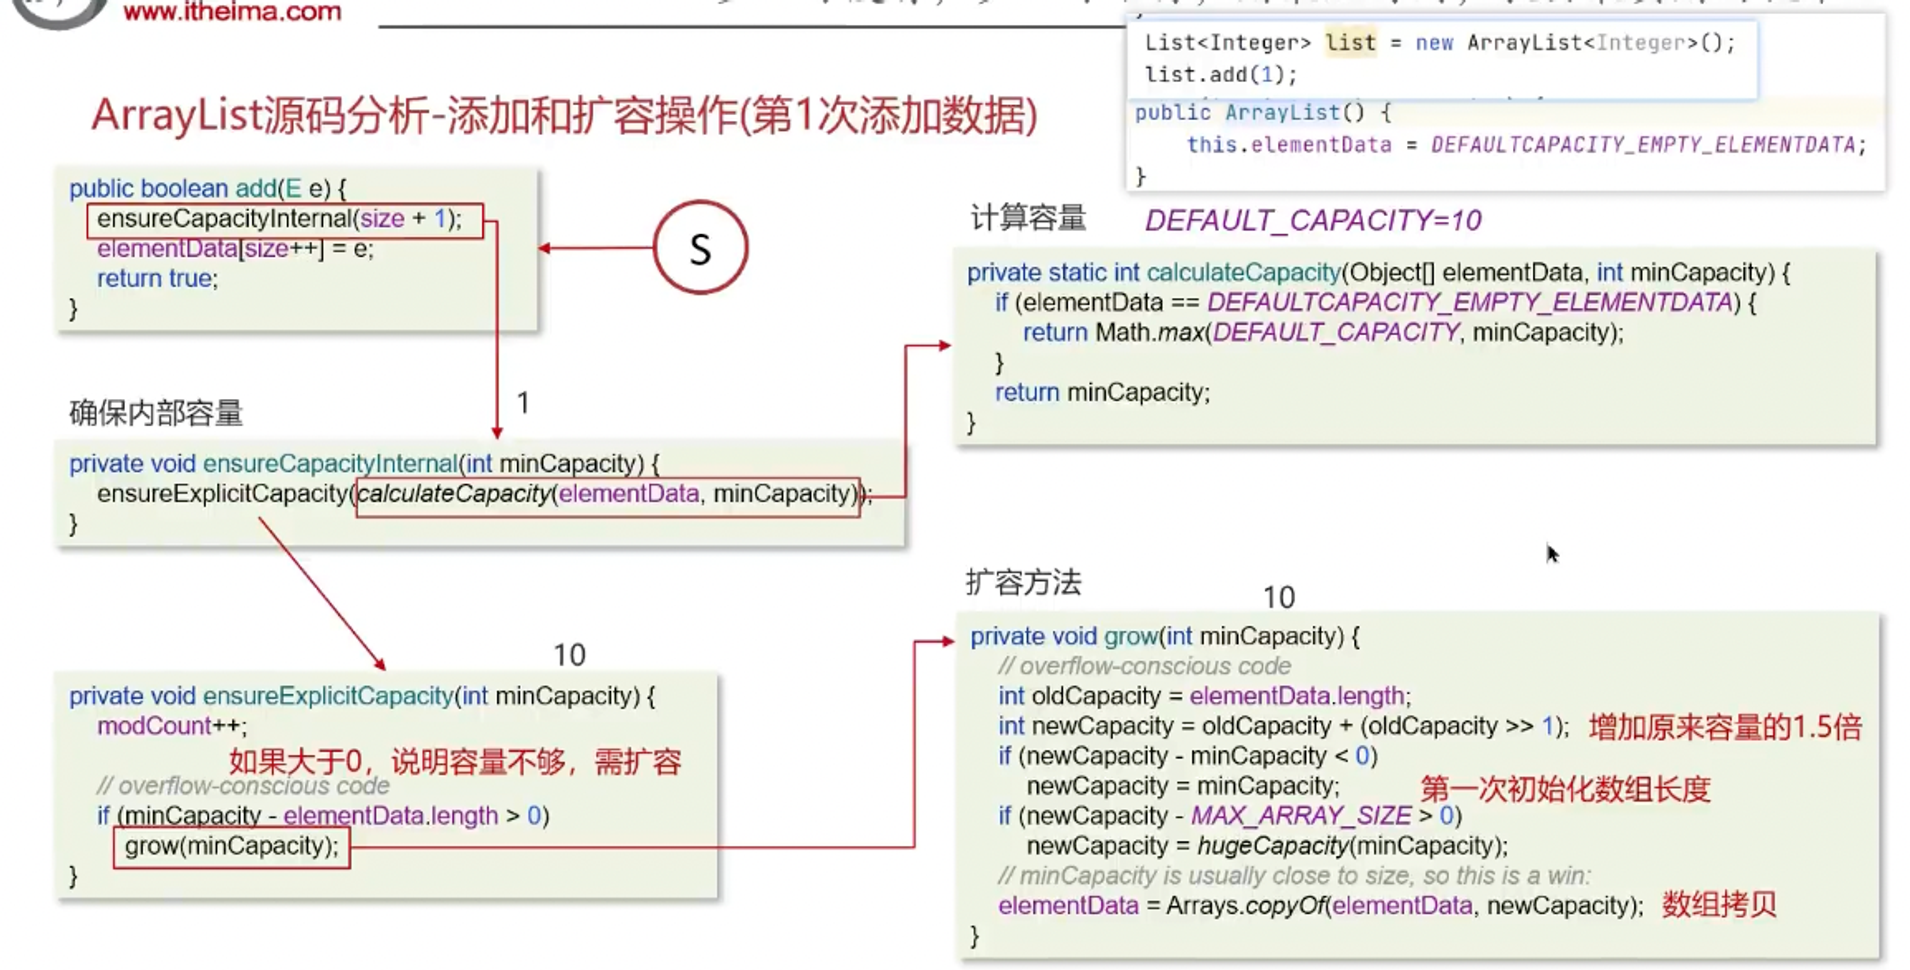 www.itheima.com
List<Integer> list = new ArrayList<Integer>();
list.add(1);
public ArrayList() {
this.elementData = DEFAULTCAPACITY_EMPTY_ELEMENTDATA;
}
ArrayList源码分析-添加和扩容操作(第1次添加数据)
public boolean add(E e) {
ensureCapacityInternal(size + 1);
elementData[size++] = e;
return true;
}
S
计算容量 DEFAULT_CAPACITY=10
private static int calculateCapacity(Object[] elementData, int minCapacity) {
if (elementData == DEFAULTCAPACITY_EMPTY_ELEMENTDATA) {
return Math.max(DEFAULT_CAPACITY, minCapacity);
}
return minCapacity;
}
确保内部容量
1
private void ensureCapacityInternal(int minCapacity) {
ensureExplicitCapacity(calculateCapacity(elementData, minCapacity));
}
10
private void ensureExplicitCapacity(int minCapacity) {
modCount++;
如果大于0，说明容量不够，需扩容
// overflow-conscious code
if (minCapacity - elementData.length > 0)
grow(minCapacity);
}
扩容方法
10
private void grow(int minCapacity) {
// overflow-conscious code
int oldCapacity = elementData.length;
int newCapacity = oldCapacity + (oldCapacity >> 1); 增加原来容量的1.5倍
if (newCapacity - minCapacity < 0)
newCapacity = minCapacity; 第一次初始化数组长度
if (newCapacity - MAX_ARRAY_SIZE > 0)
newCapacity = hugeCapacity(minCapacity);
// minCapacity is usually close to size, so this is a win:
elementData = Arrays.copyOf(elementData, newCapacity); 数组拷贝
}